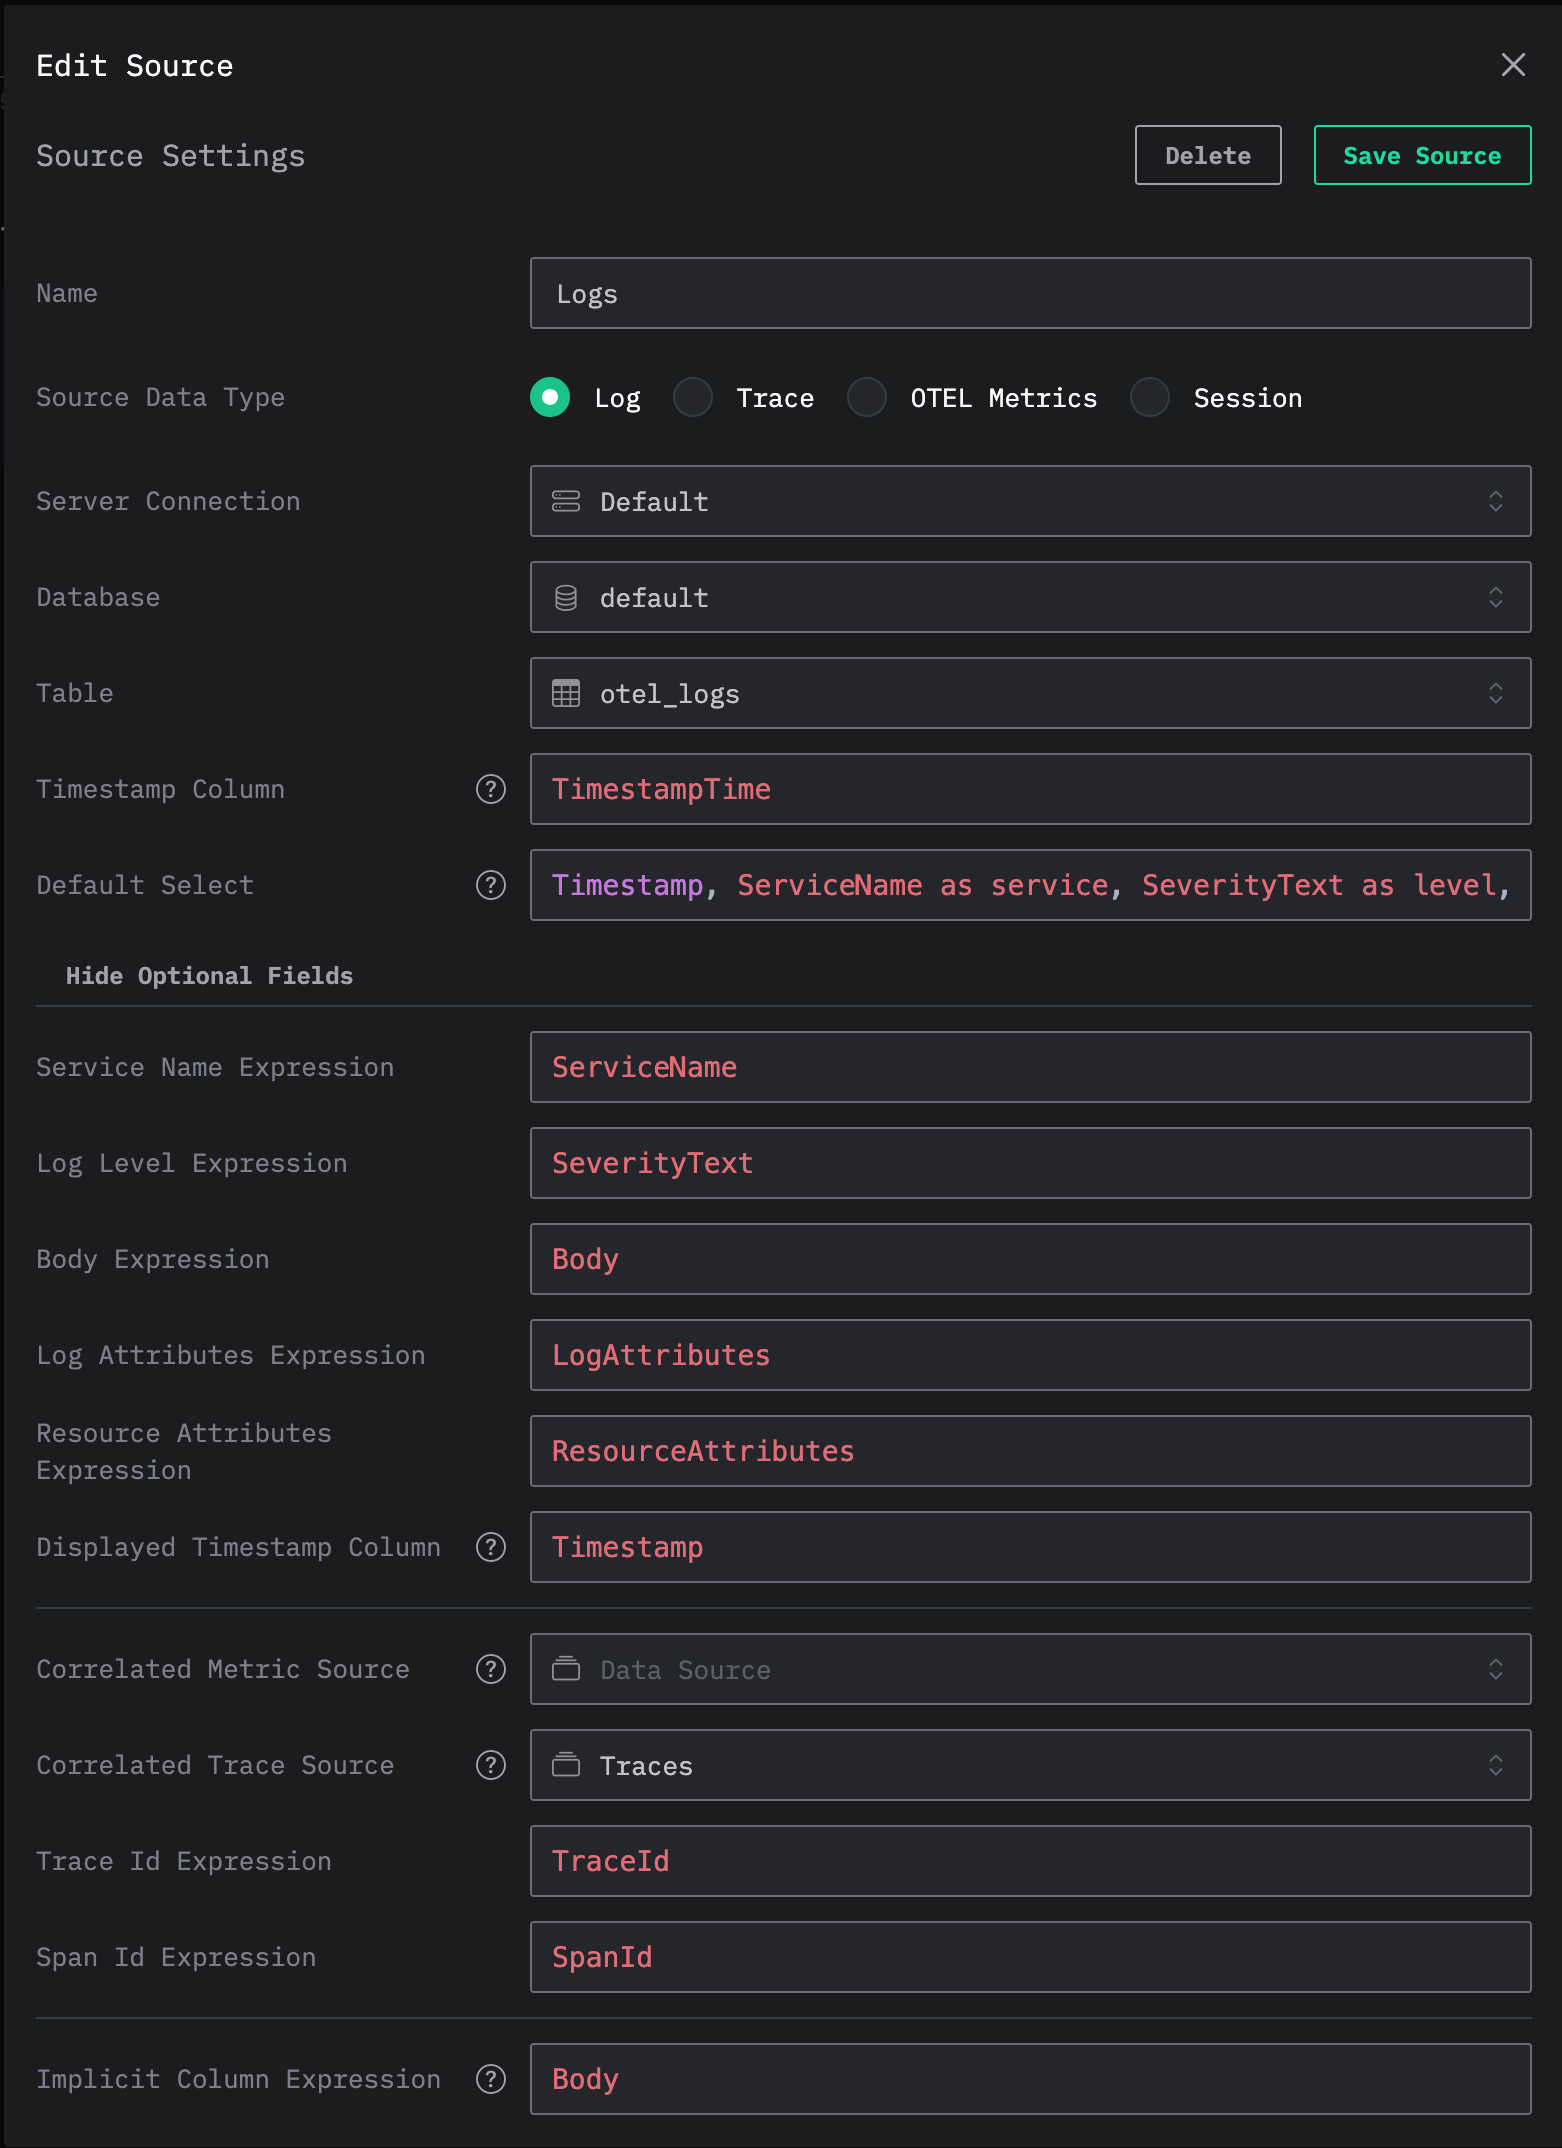 Edit Source
Source Settings
Delete
Save Source
Name
Logs
Source Data Type
Log
Trace
OTEL Metrics
Session
Server Connection
Default
Database
default
Table
otel_logs
Timestamp Column
?
TimestampTime
Default Select
?
Timestamp, ServiceName as service, SeverityText as level,
Hide Optional Fields
Service Name Expression
ServiceName
Log Level Expression
SeverityText
Body Expression
Body
Log Attributes Expression
LogAttributes
Resource Attributes
Expression
ResourceAttributes
Displayed Timestamp Column
?
Timestamp
Correlated Metric Source
?
Data Source
Correlated Trace Source
?
Traces
Trace Id Expression
TraceId
Span Id Expression
SpanId
Implicit Column Expression
?
Body